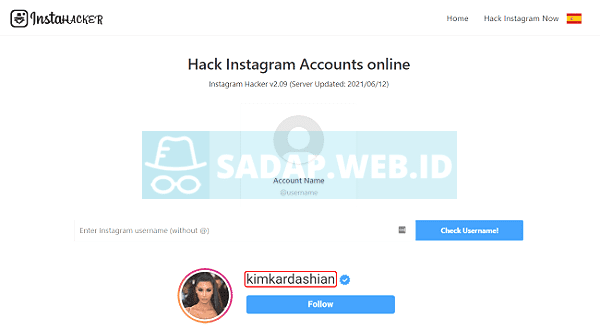 INSTAHACKER
Home
Hack Instagram Now
Hack Instagram Accounts online
Instagram Hacker v2.09 (Server Updated: 2021/06/12)
SADAP.WEB.ID
Account Name
@username
Enter Instagram username (without @)
Check Username!
kimkardashian
Follow